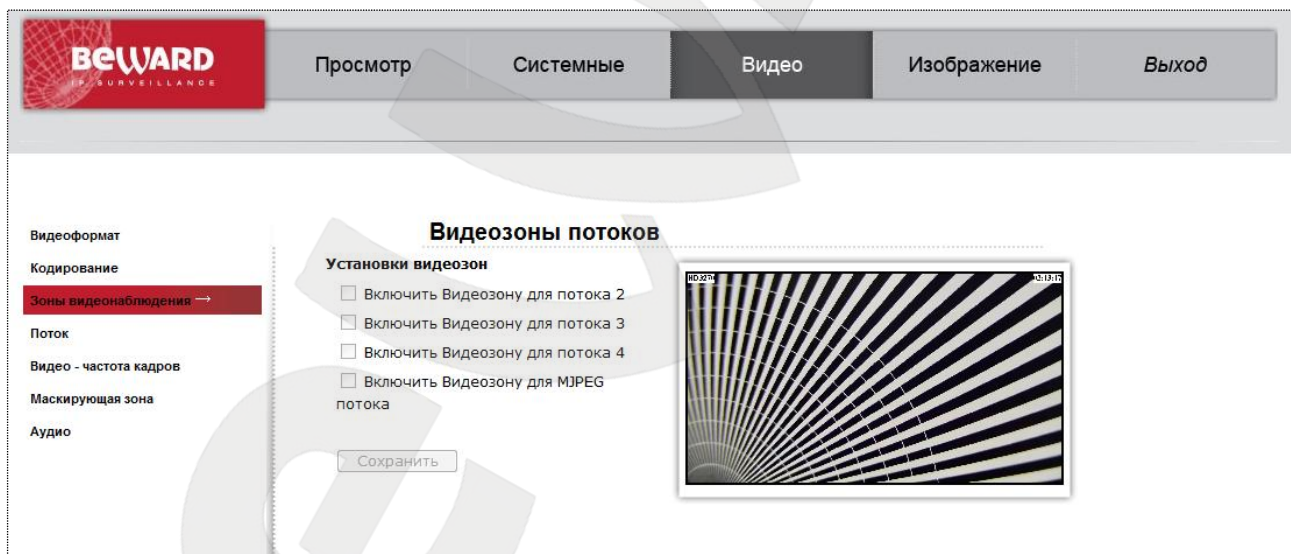 BEWARD
IP SURVEILLANCE
Просмотр
Системные
Видео
Изображение
Выход
Видеоформат
Кодирование
Зоны видеонаблюдения →
Поток
Видео - частота кадров
Маскирующая зона
Аудио
Видеозоны потоков
Установки видеозон
Включить Видеозону для потока 2
Включить Видеозону для потока 3
Включить Видеозону для потока 4
Включить Видеозону для MJPEG
потока
Сохранить